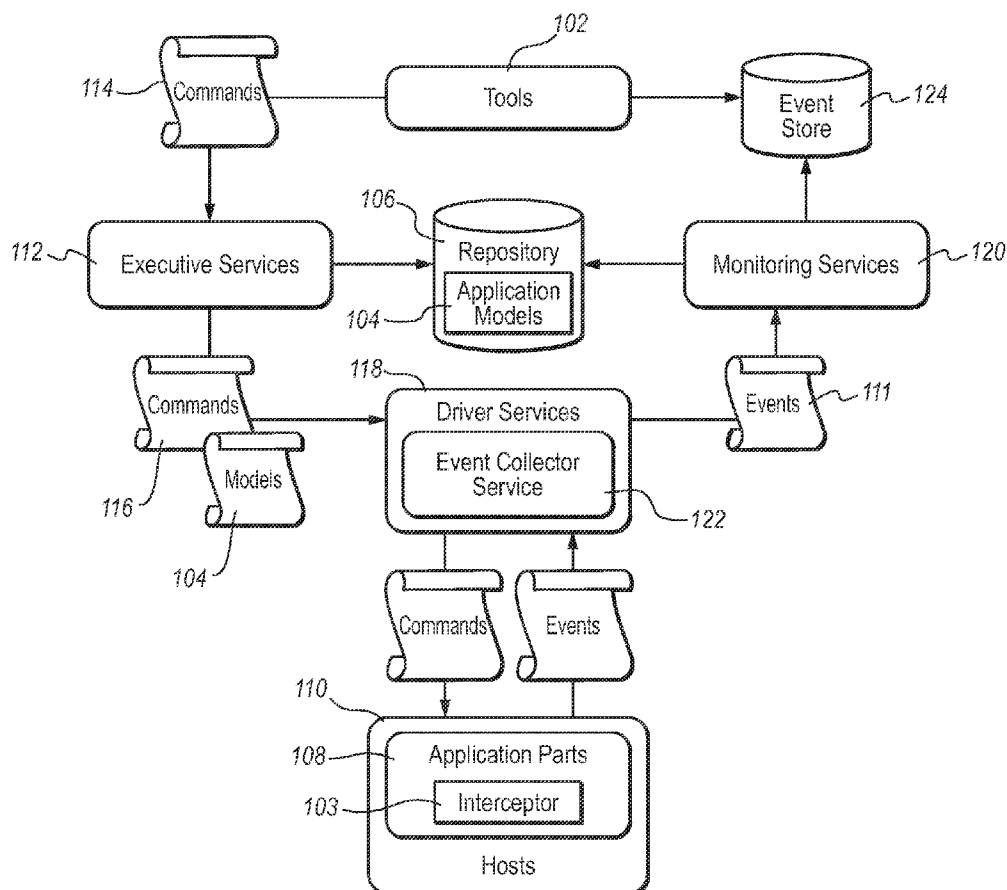 102
114
Commands
Tools
Event
Store
124
112
Executive Services
106
Repository
Application
Models
104
Monitoring Services
120
118
Commands
Driver Services
Events
111
Event Collector
Service
116
Models
122
104
Commands
Events
110
108
Application Parts
103
Interceptor
Hosts